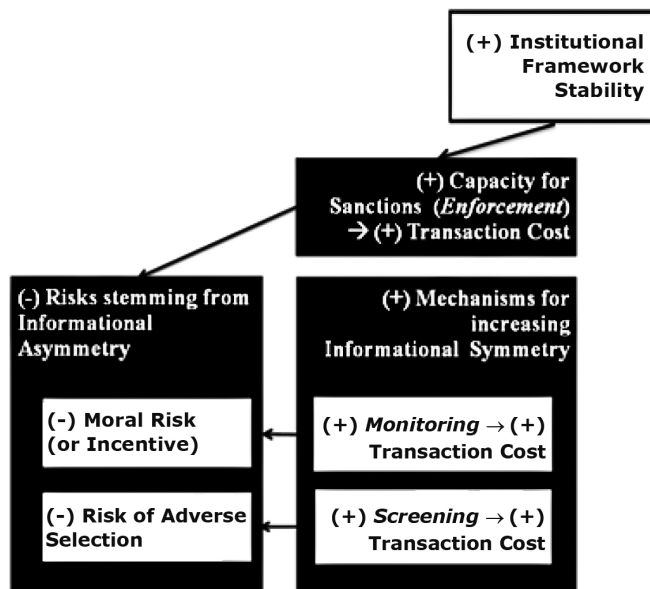 (+) Institutional
Framework
Stability
(+) Capacity for
Sanctions (Enforcement)
→ (+) Transaction Cost
(-) Risks stemming from
Informational
Asymmetry
(+) Mechanisms for
increasing
Informational Symmetry
(-) Moral Risk
(or Incentive)
(+) Monitoring → (+)
Transaction Cost
(-) Risk of Adverse
Selection
(+) Screening → (+)
Transaction Cost